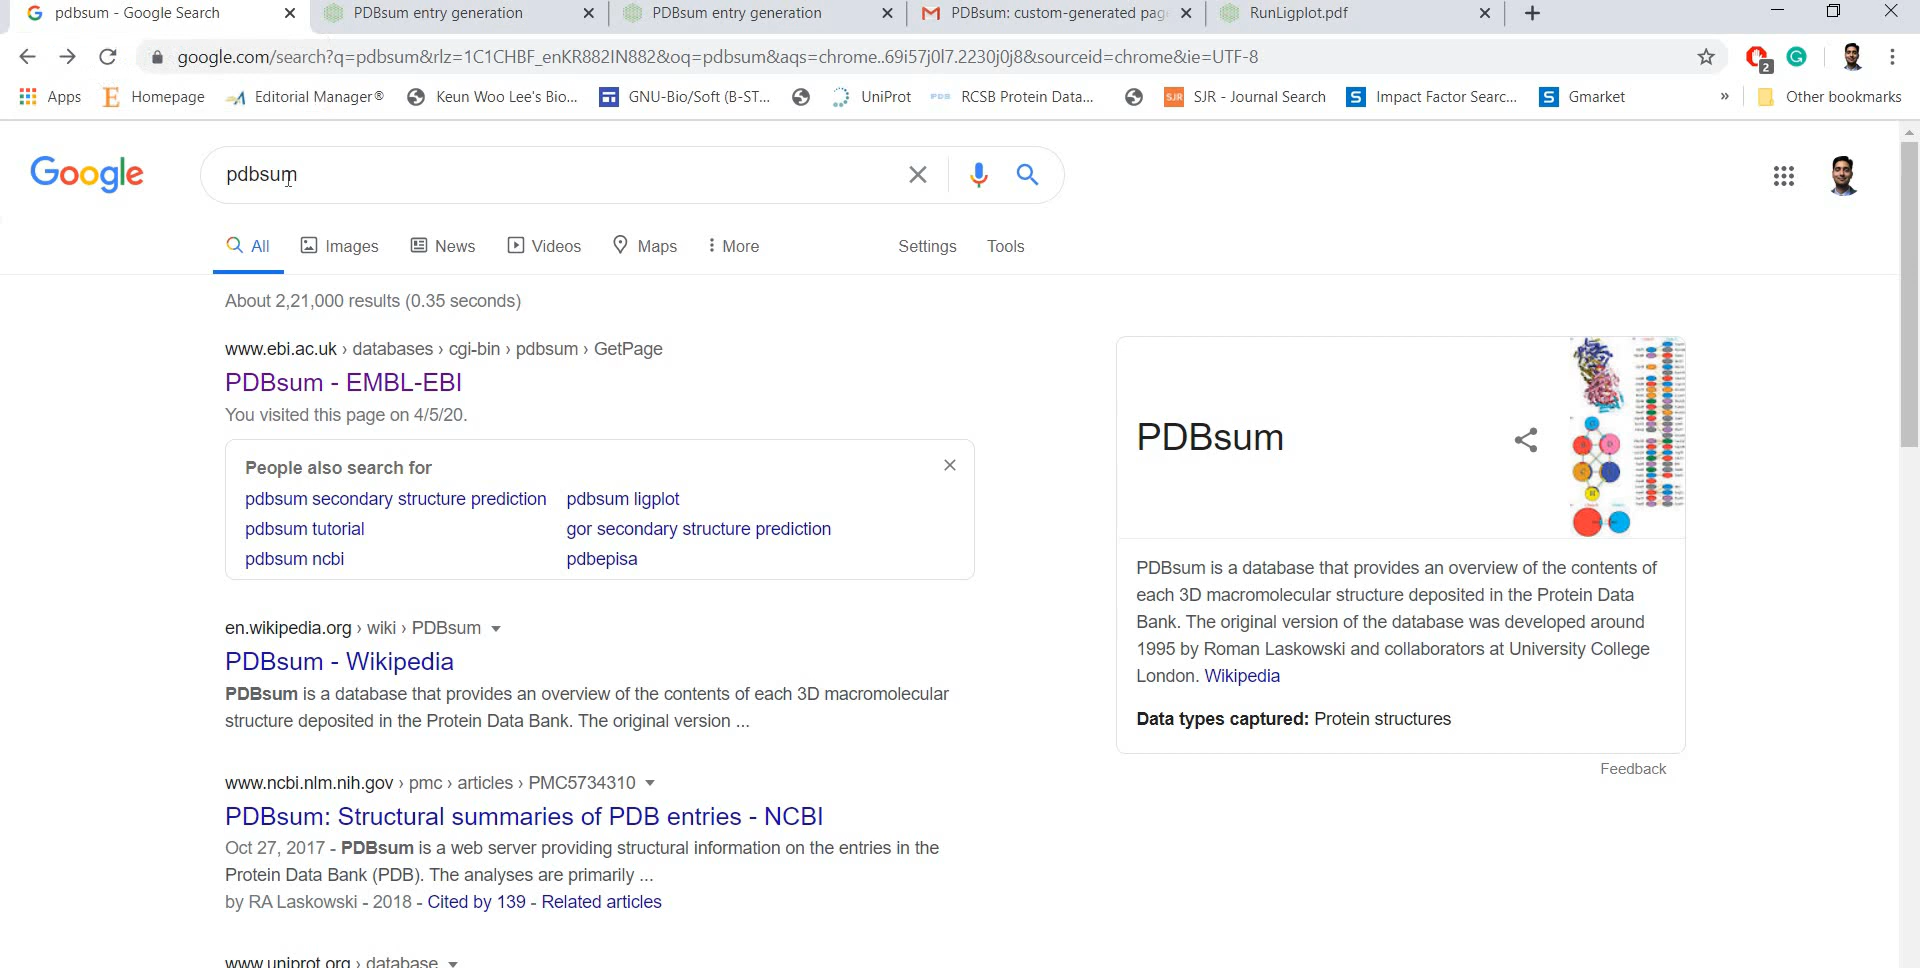 pdbsum - Google Search
PDBsum entry generation
PDBsum entry generation
PDBsum: custom-generated pag
RunLigplot.pdf
google.com/search?q=pdbsum&rlz=1C1CHBF_enKR882IN882&oq=pdbsum&aqs=chrome..69i57j0l7.2230j0j8&sourceid=chrome&ie=UTF-8
2
Apps
Homepage
Editorial Manager®
Keun Woo Lee's Bio...
GNU-Bio/Soft (B-ST...
UniProt
RCSB Protein Data...
SJR - Journal Search
Impact Factor Searc...
Gmarket
»
Other bookmarks
Google
pdbsum
All
Images
News
Videos
Maps
More
Settings
Tools
About 2,21,000 results (0.35 seconds)
www.ebi.ac.uk › databases › cgi-bin › pdbsum › GetPage
PDBsum - EMBL-EBI
You visited this page on 4/5/20.
People also search for
pdbsum secondary structure prediction
pdbsum ligplot
pdbsum tutorial
gor secondary structure prediction
pdbsum ncbi
pdbepisa
en.wikipedia.org › wiki › PDBsum
PDBsum - Wikipedia
PDBsum is a database that provides an overview of the contents of each 3D macromolecular
structure deposited in the Protein Data Bank. The original version ...
www.ncbi.nlm.nih.gov › pmc › articles › PMC5734310
PDBsum: Structural summaries of PDB entries - NCBI
Oct 27, 2017 - PDBsum is a web server providing structural information on the entries in the
Protein Data Bank (PDB). The analyses are primarily ...
by RA Laskowski - 2018 - Cited by 139 - Related articles
www.uniprot.org › database
PDBsum
PDBsum is a database that provides an overview of the contents of
each 3D macromolecular structure deposited in the Protein Data
Bank. The original version of the database was developed around
1995 by Roman Laskowski and collaborators at University College
London. Wikipedia
Data types captured: Protein structures
Feedback